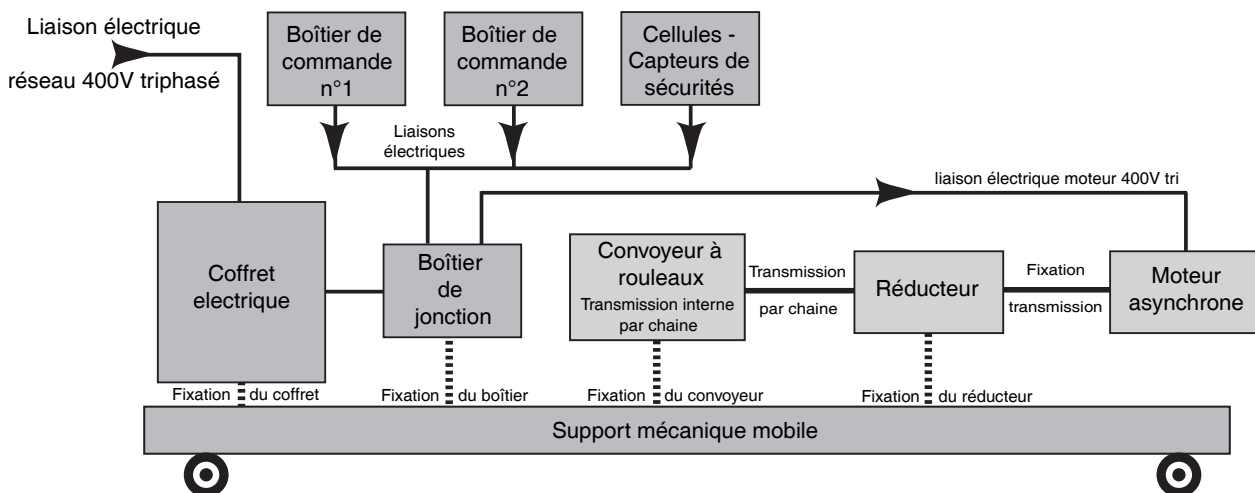 Liaison électrique
réseau 400V triphasé
Boîtier de
commande
n°1
Boîtier de
commande
n°2
Cellules -
Capteurs de
sécurités
Liaisons
électriques
liaison électrique moteur 400V tri
Coffret
electrique
Boîtier
de
jonction
Convoyeur à
rouleaux
Transmission interne
par chaine
Transmission
par chaine
Réducteur
Fixation
transmission
Moteur
asynchrone
Fixation du coffret
Fixation du boîtier
Fixation du convoyeur
Fixation du réducteur
Support mécanique mobile